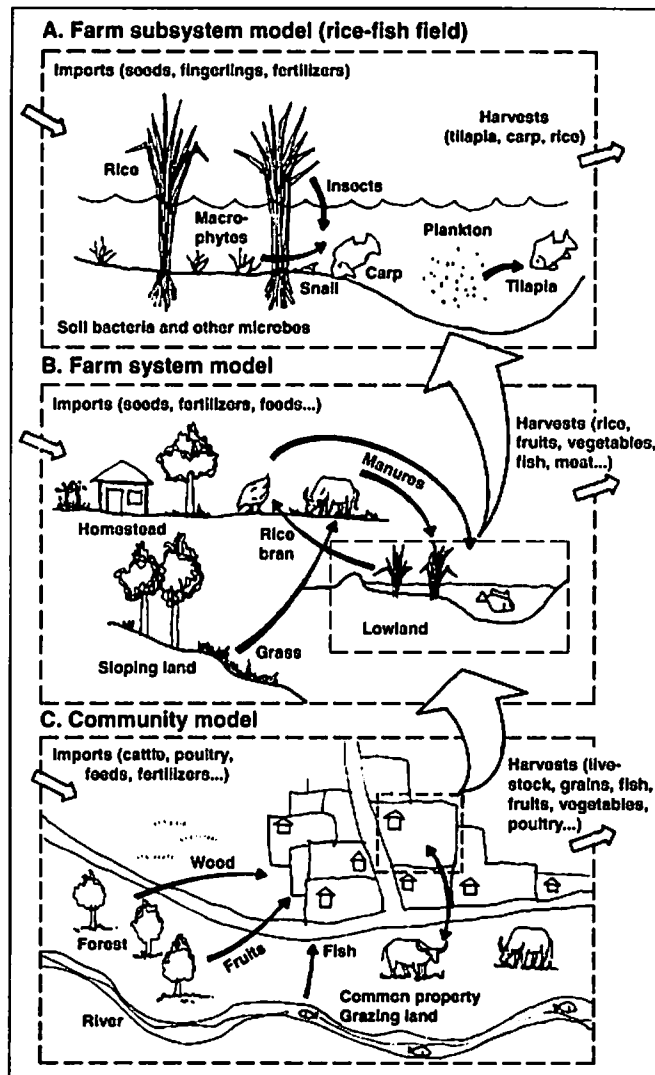 A. Farm subsystem model (rice-fish field)
Imports (seeds, fingerlings, fertilizers)
Harvests
(tilapia, carp, rice)
Rice
Insects
Macro-
phytes
Plankton
Snail
Carp
Tilapia
Soil bacteria and other microbes
B. Farm system model
Imports (seeds, fertilizers, feeds...)
Harvests (rice,
fruits, vegetables,
fish, meat...)
Manures
Homestead
Rice
bran
Lowland
Sloping land
Grass
C. Community model
Imports (cattle, poultry,
feeds, fertilizers...)
Harvests (live-
stock, grains, fish,
fruits, vegetables,
poultry...)
Wood
Forest
Fruits
Fish
Common property
Grazing land
River